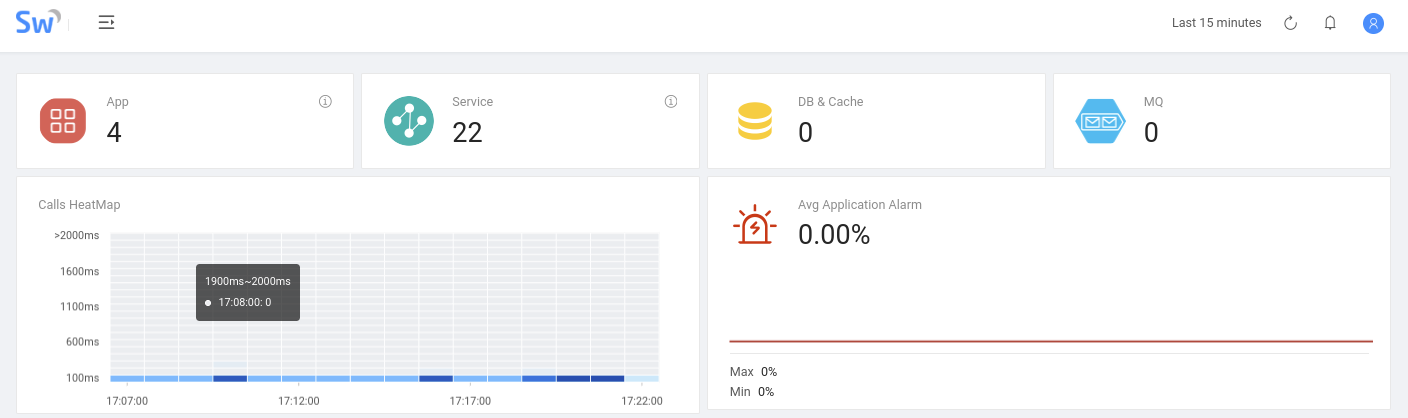 Sw
Last 15 minutes
App
4
Service
22
DB & Cache
0
MQ
0
Calls HeatMap
>2000ms
1600ms
1100ms
600ms
100ms
1900ms~2000ms
17:08:00: 0
17:07:00 17:12:00 17:17:00 17:22:00
Avg Application Alarm
0.00%
Max 0%
Min 0%